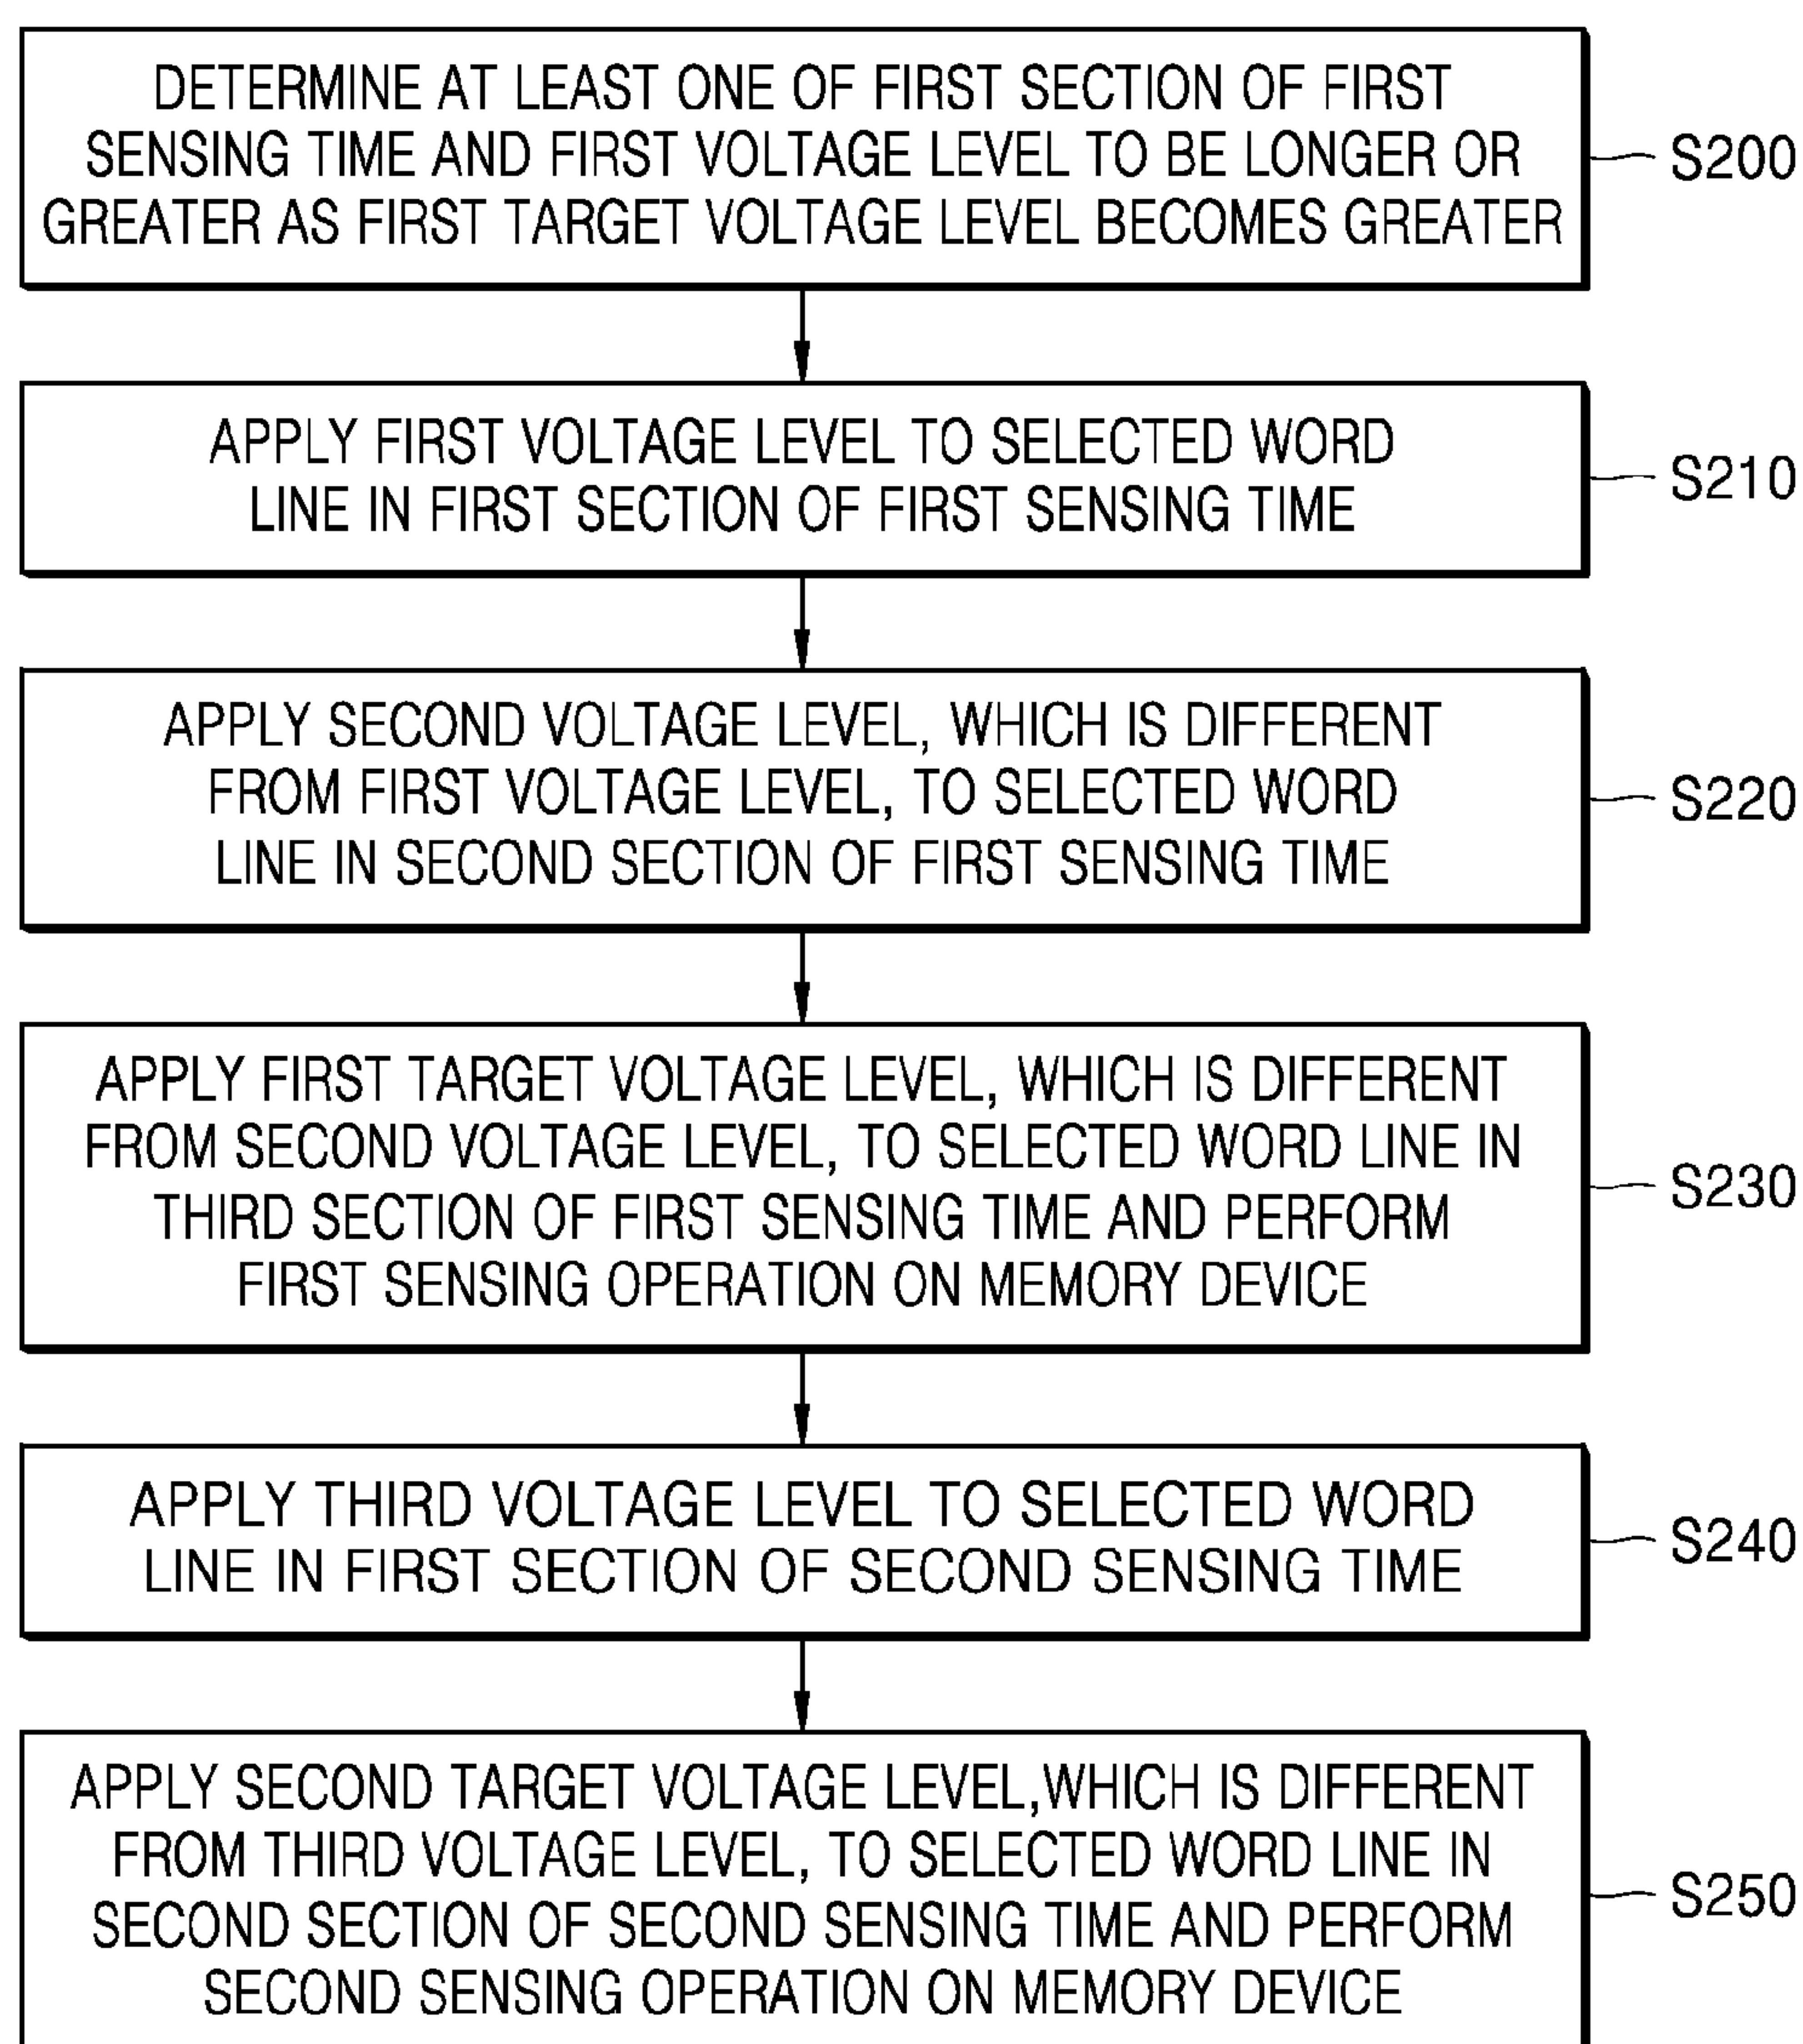 DETERMINE AT LEAST ONE OF FIRST SECTION OF FIRST
SENSING TIME AND FIRST VOLTAGE LEVEL TO BE LONGER OR
GREATER AS FIRST TARGET VOLTAGE LEVEL BECOMES GREATER
S200
APPLY FIRST VOLTAGE LEVEL TO SELECTED WORD
LINE IN FIRST SECTION OF FIRST SENSING TIME
S210
APPLY SECOND VOLTAGE LEVEL, WHICH IS DIFFERENT
FROM FIRST VOLTAGE LEVEL, TO SELECTED WORD
LINE IN SECOND SECTION OF FIRST SENSING TIME
S220
APPLY FIRST TARGET VOLTAGE LEVEL, WHICH IS DIFFERENT
FROM SECOND VOLTAGE LEVEL, TO SELECTED WORD LINE IN
THIRD SECTION OF FIRST SENSING TIME AND PERFORM
FIRST SENSING OPERATION ON MEMORY DEVICE
S230
APPLY THIRD VOLTAGE LEVEL TO SELECTED WORD
LINE IN FIRST SECTION OF SECOND SENSING TIME
S240
APPLY SECOND TARGET VOLTAGE LEVEL,WHICH IS DIFFERENT
FROM THIRD VOLTAGE LEVEL, TO SELECTED WORD LINE IN
SECOND SECTION OF SECOND SENSING TIME AND PERFORM
SECOND SENSING OPERATION ON MEMORY DEVICE
S250